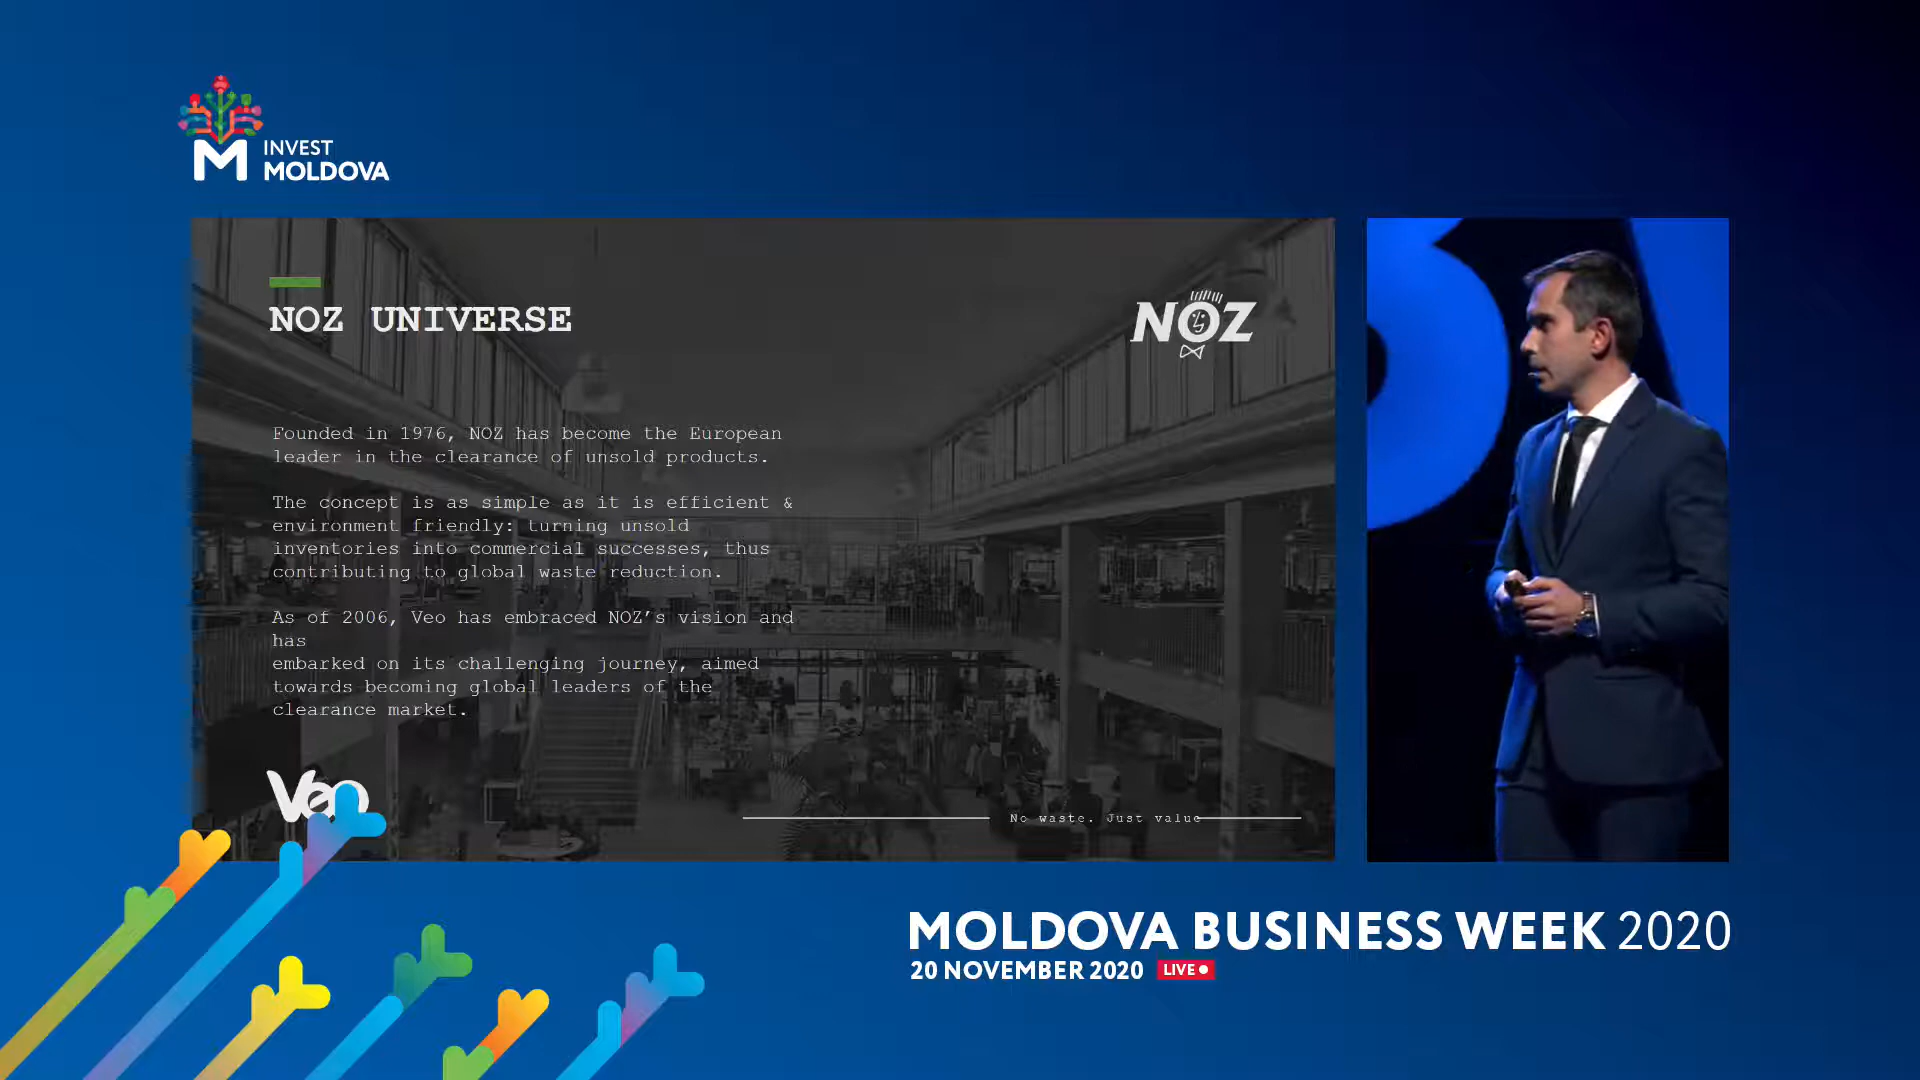 INVEST
M MOLDOVA
NOZ UNIVERSE
NOZ
Founded in 1976, NOZ has become the European
leader in the clearance of unsold products.
The concept is as simple as it is efficient &
environment friendly: turning unsold
inventories into commercial successes, thus
contributing to global waste reduction.
As of 2006, Veo has embraced NOZ’s vision and
has
embarked on its challenging journey, aimed
towards becoming global leaders of the
clearance market.
Veo
No waste. Just value
MOLDOVA BUSINESS WEEK 2020
20 NOVEMBER 2020 LIVE